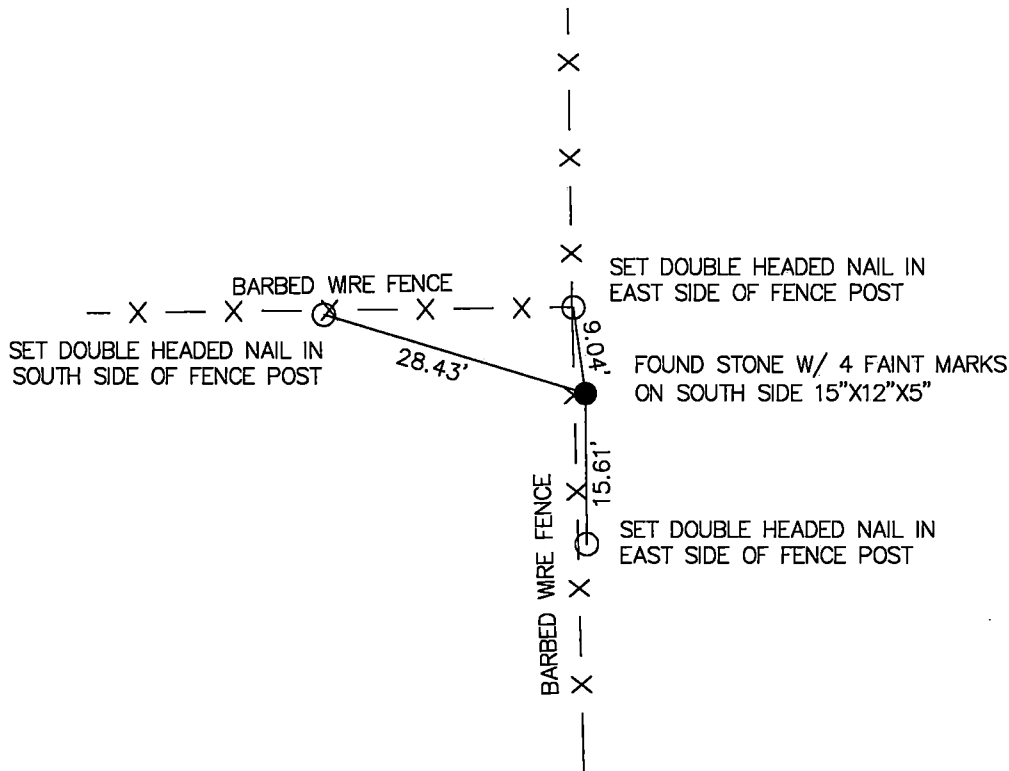 SET DOUBLE HEADED NAIL IN
EAST SIDE OF FENCE POST
BARBED WIRE FENCE
SET DOUBLE HEADED NAIL IN
SOUTH SIDE OF FENCE POST
28.43'
9.04'
FOUND STONE W/ 4 FAINT MARKS
ON SOUTH SIDE 15"X12"X5"
15.61'
BARBED WIRE FENCE
SET DOUBLE HEADED NAIL IN
EAST SIDE OF FENCE POST